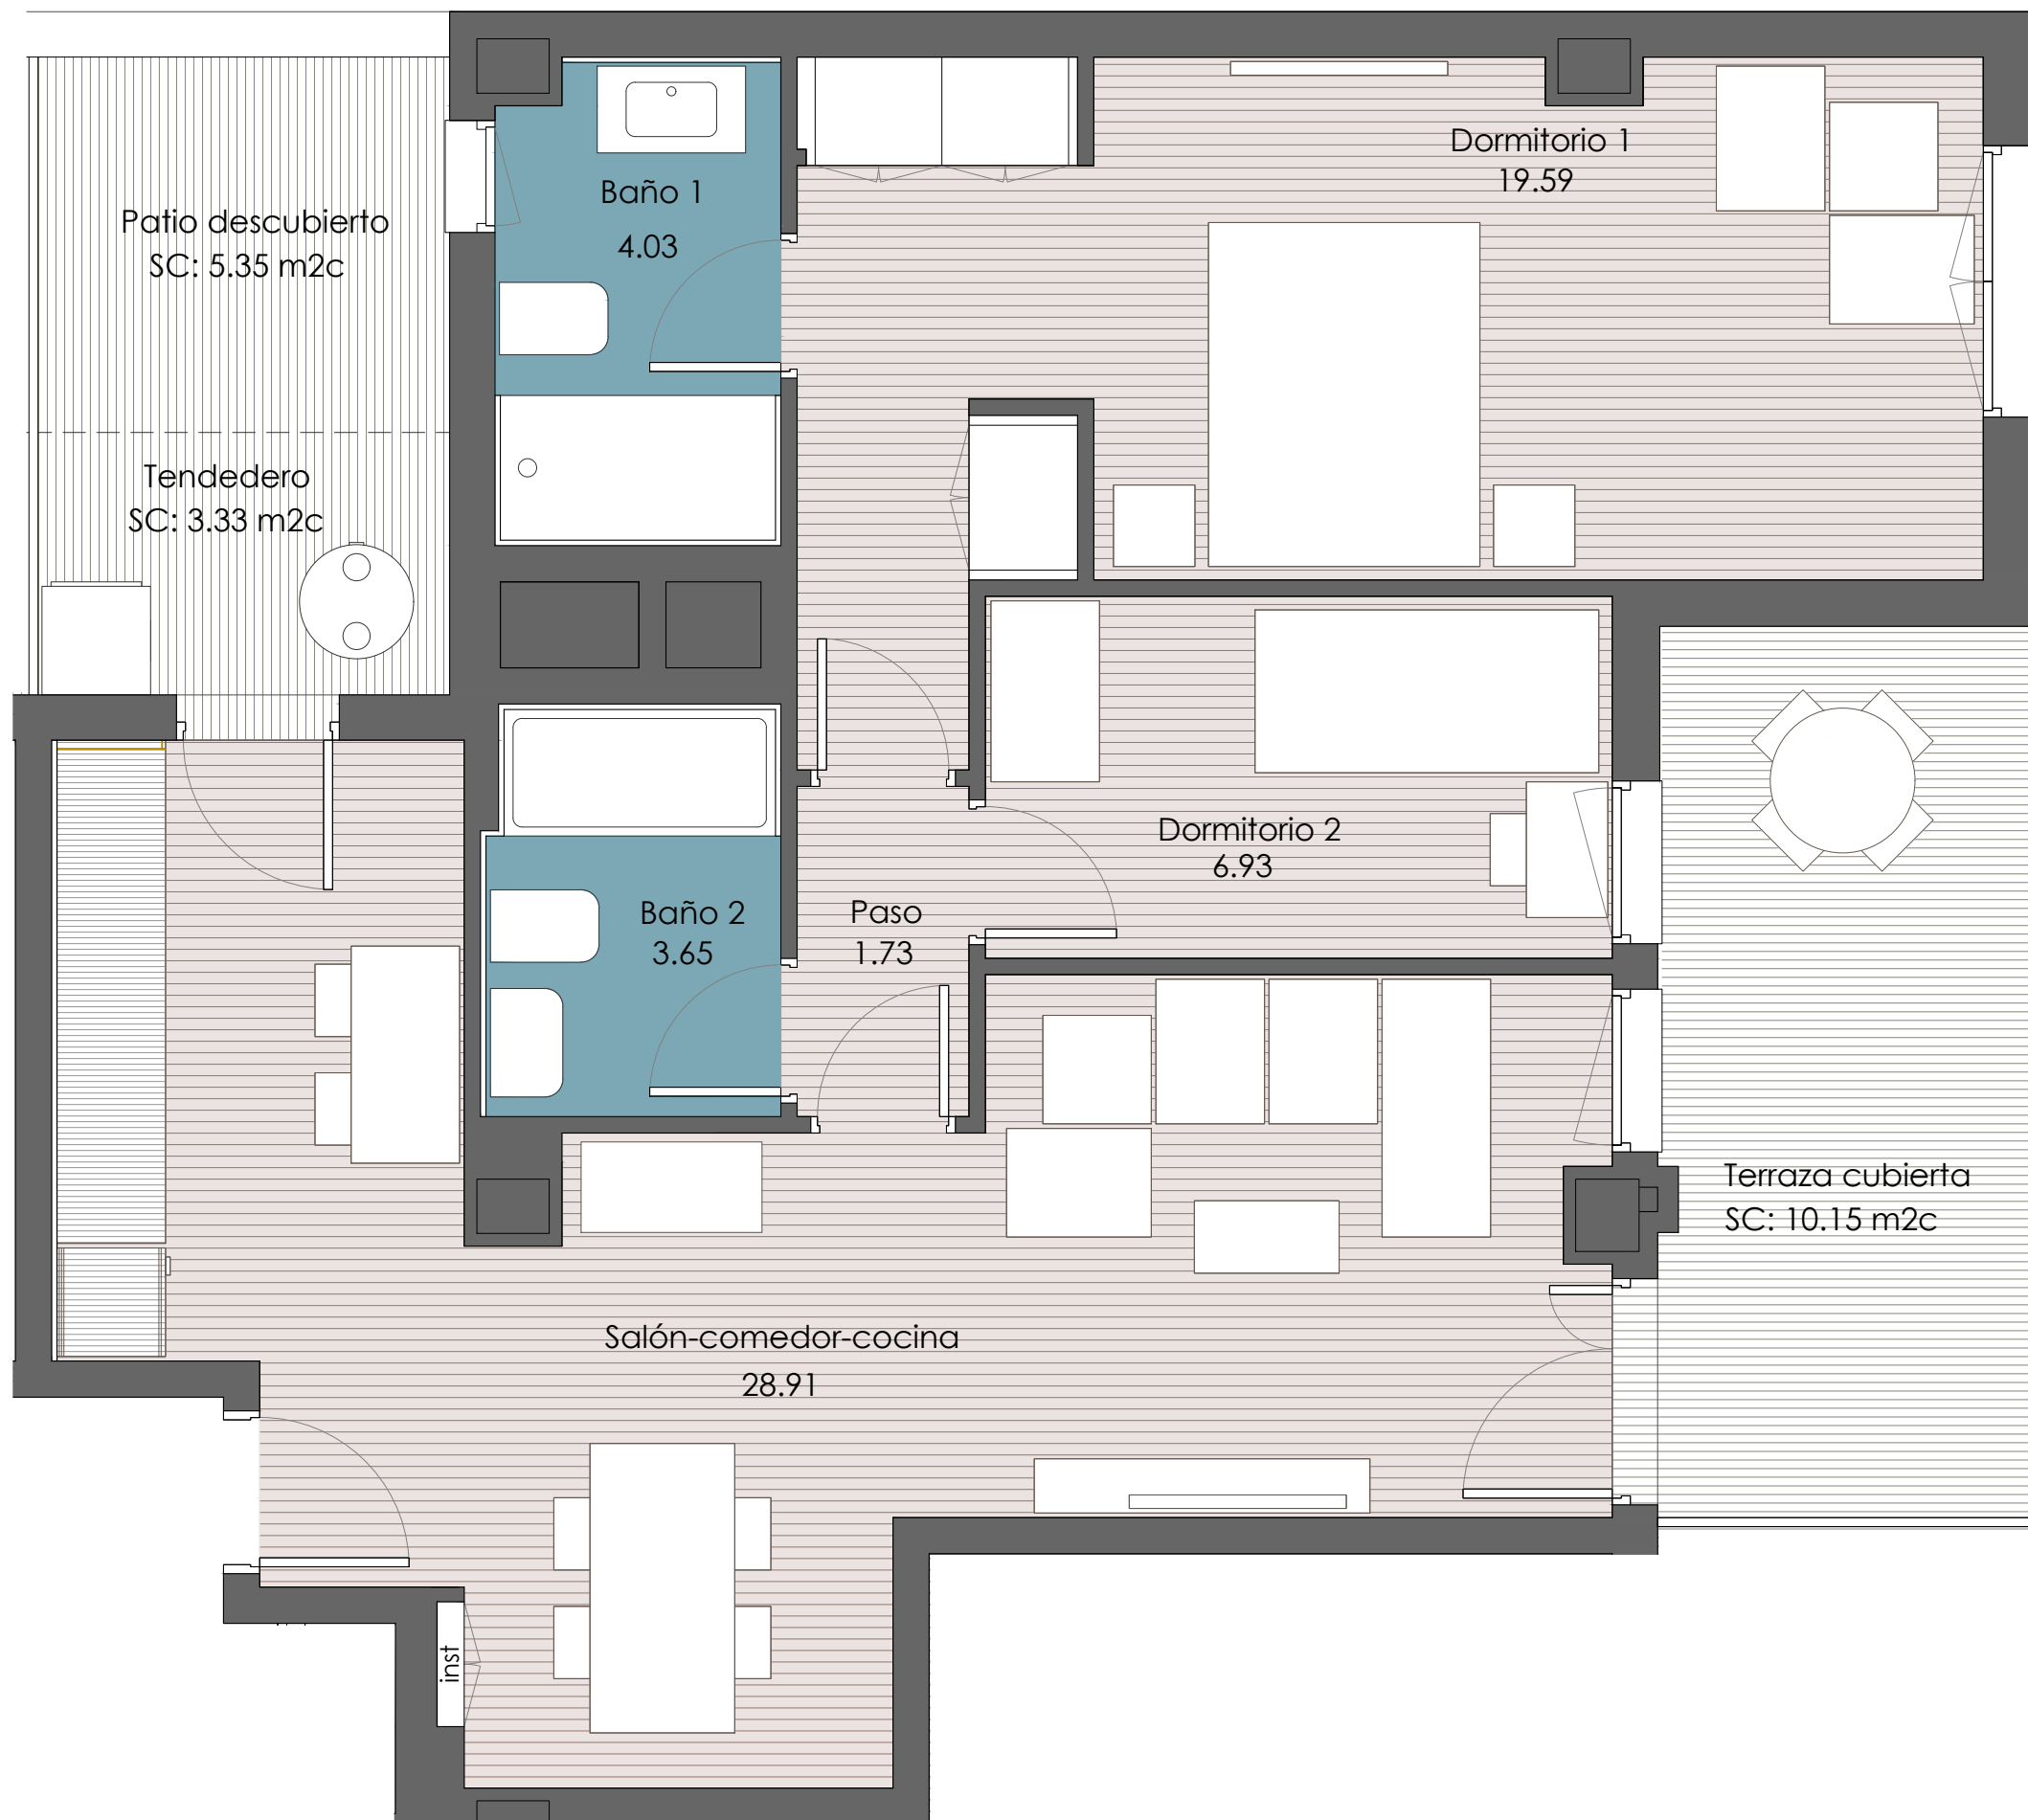 Dormitorio 1
19.59
Baño 1
4.03
Patio descubierto
SC: 5.35 m2c
Tendedero
SC: 3.33 m2c
Dormitorio 2
6.93
Baño 2
3.65
Paso
1.73
Terraza cubierta
SC: 10.15 m2c
Salón-comedor-cocina
28.91
inst